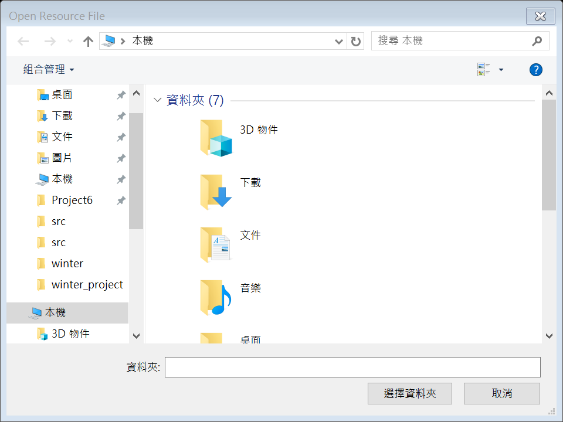 Open Resource File
本機
搜尋 本機
組合管理
桌面
下載
文件
圖片
本機
Project6
src
src
winter
winter_project
本機
3D 物件
資料夾 (7)
3D 物件
下載
文件
音樂
桌面
資料夾:
選擇資料夾
取消